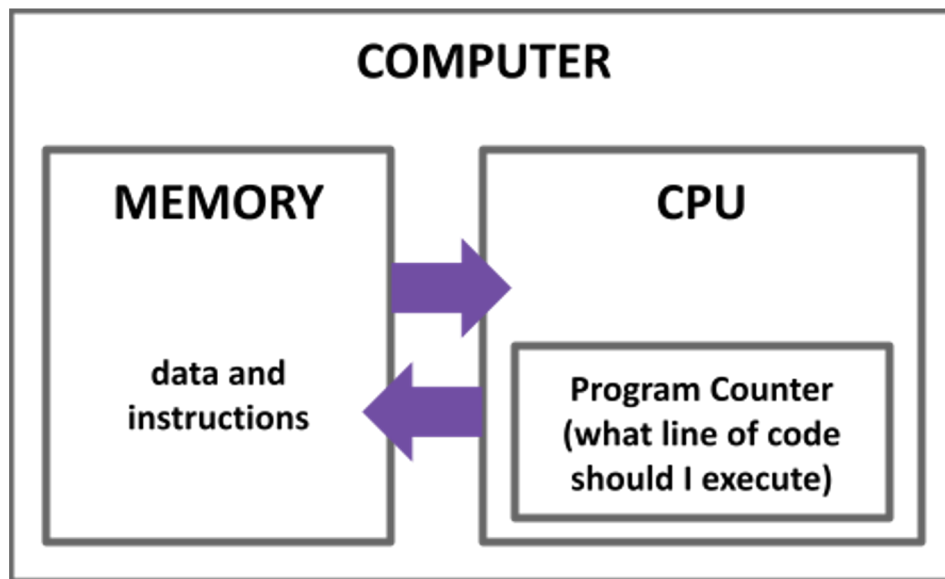 COMPUTER
MEMORY
data and
instructions
CPU
Program Counter
(what line of code
should I execute)